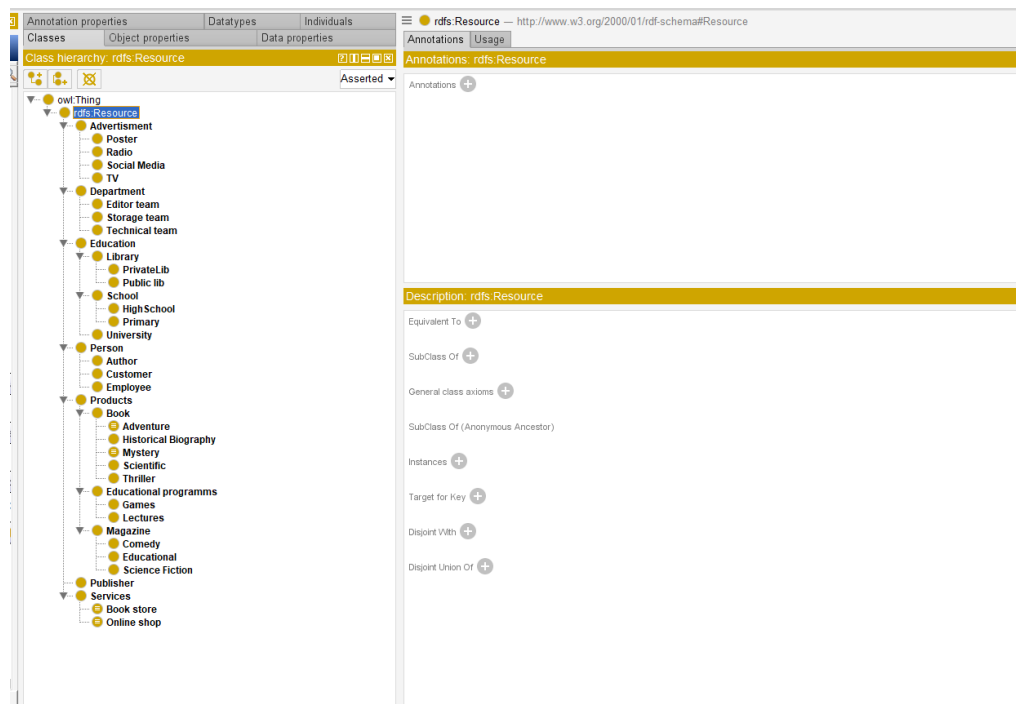 Annotation properties Datatypes Individuals
Classes Object properties Data properties
Class hierarchy: rdfs:Resource
Asserted
owl:Thing
rdfs:Resource
Advertisment
Poster
Radio
Social Media
TV
Department
Editor team
Storage team
Technical team
Education
Library
PrivateLib
Public lib
School
HighSchool
Primary
University
Person
Author
Customer
Employee
Products
Book
Adventure
Historical Biography
Mystery
Scientific
Thriller
Educational programms
Games
Lectures
Magazine
Comedy
Educational
Science Fiction
Publisher
Services
Book store
Online shop
rdfs:Resource — http://www.w3.org/2000/01/rdf-schema#Resource
Annotations Usage
Annotations: rdfs:Resource
Annotations
Description: rdfs:Resource
Equivalent To
SubClass Of
General class axioms
SubClass Of (Anonymous Ancestor)
Instances
Target for Key
Disjoint With
Disjoint Union Of